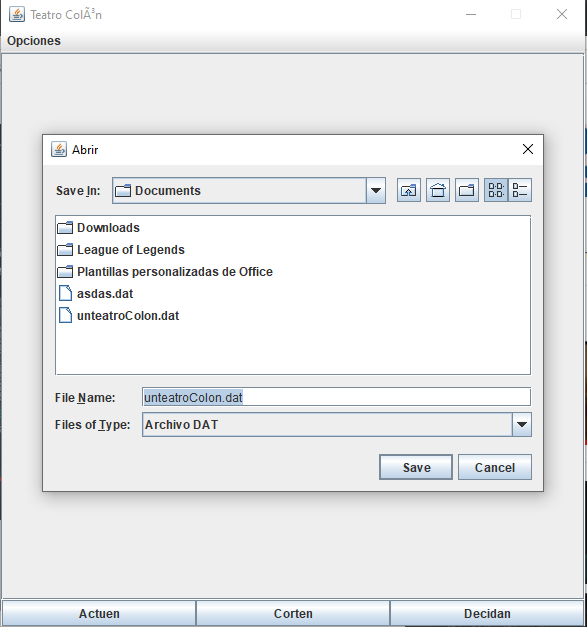 Teatro ColÃ³n
Opciones
Abrir
Save In: Documents
Downloads
League of Legends
Plantillas personalizadas de Office
asdas.dat
unteatroColon.dat
File Name: unteatroColon.dat
Files of Type: Archivo DAT
Save Cancel
Actuen Corten Decidan